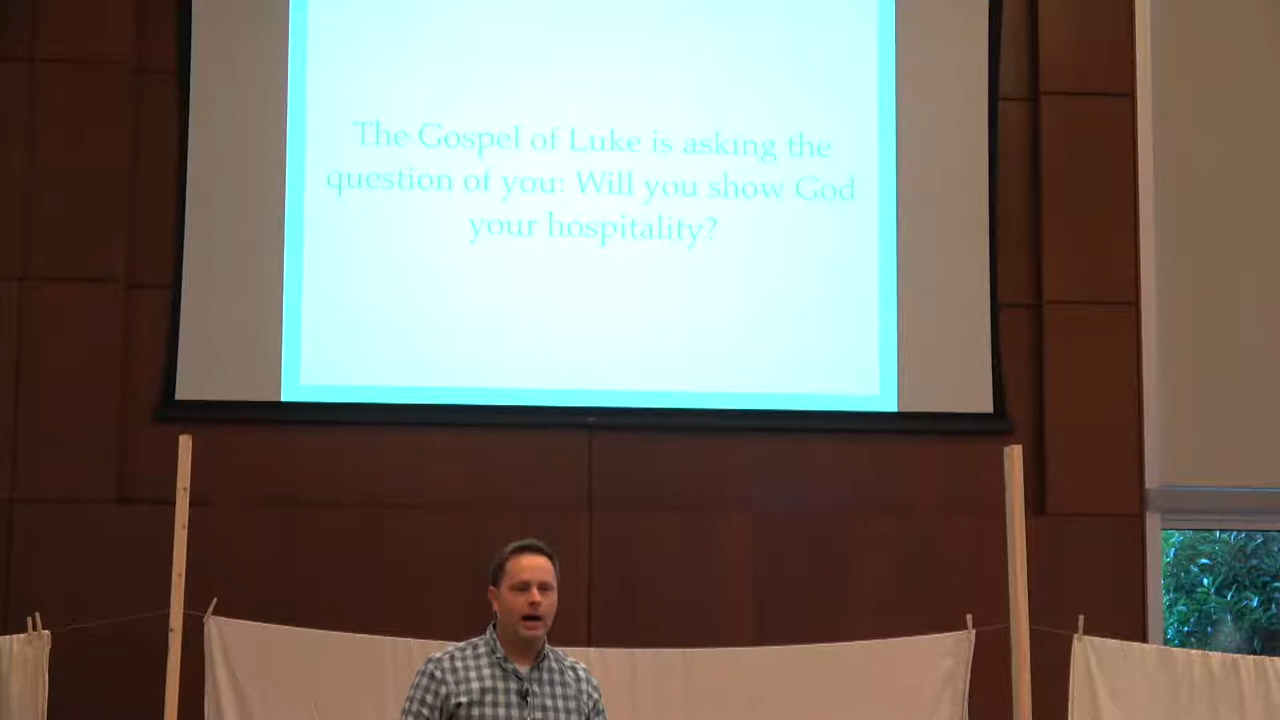 The Gospel of Luke is asking the
question of you: Will you show God
your hospitality?